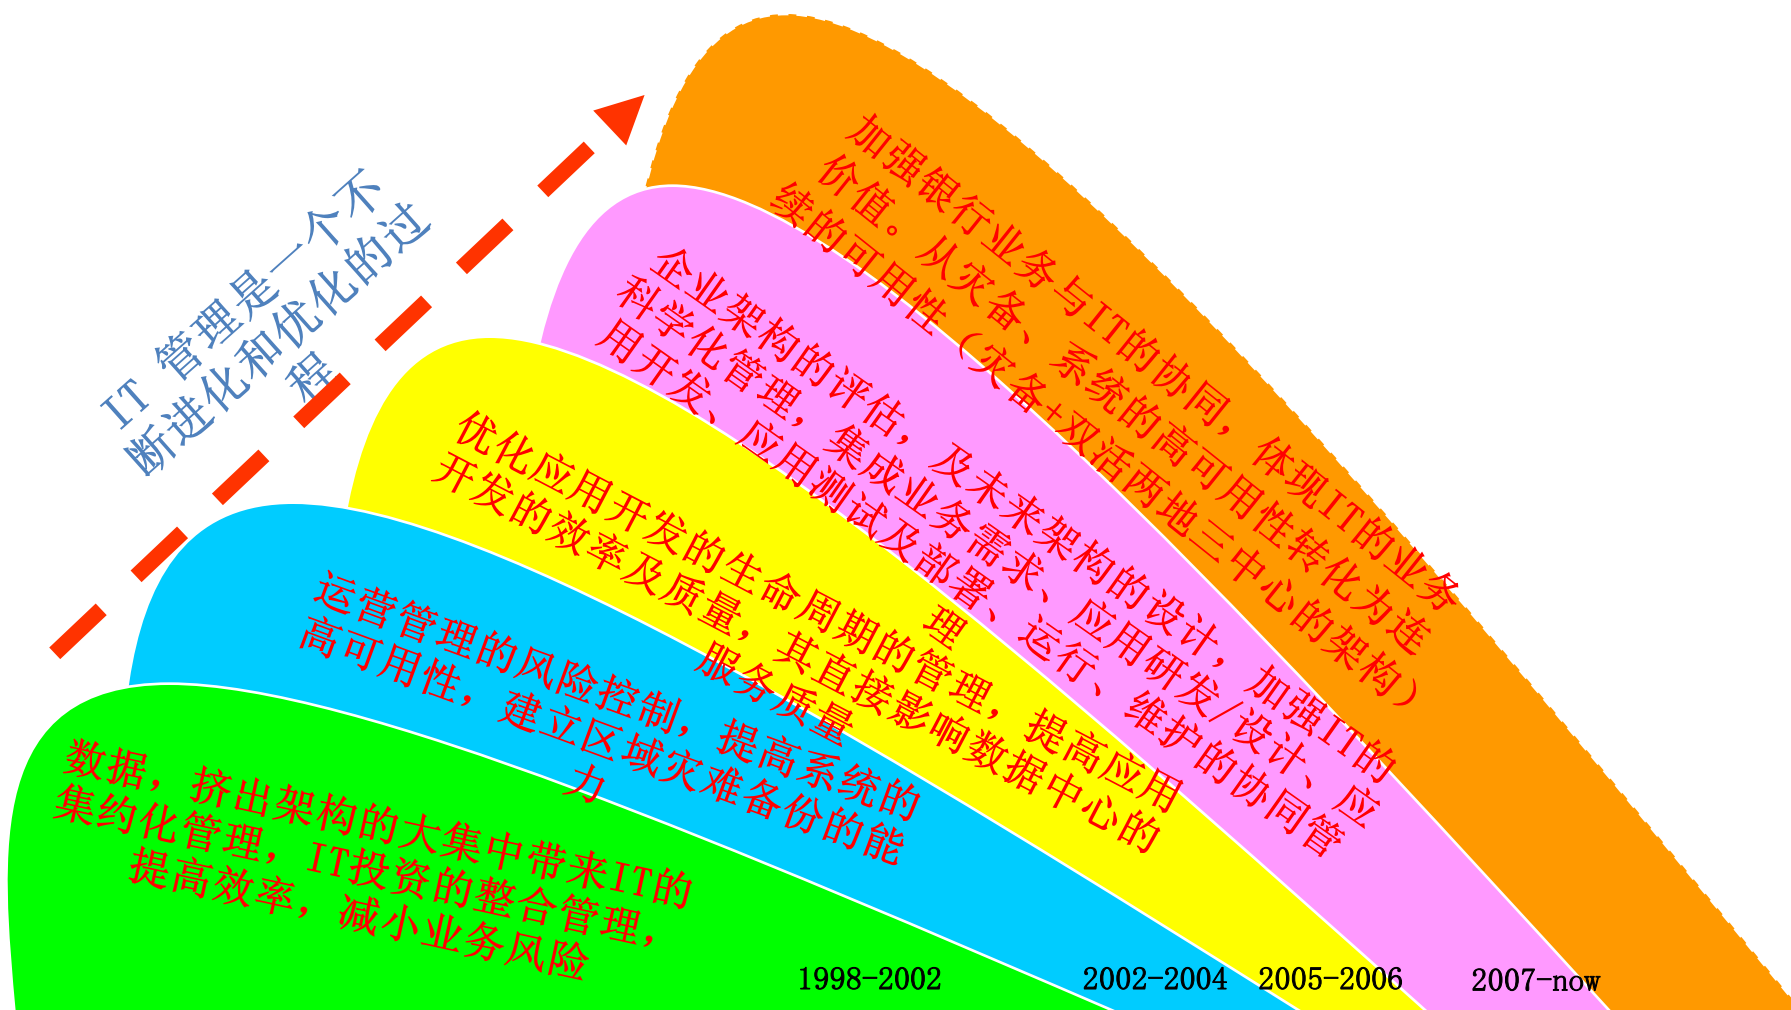 加强银行业务与IT的协同，体现IT的业务
价值。从灾备、系统的高可用性转化为连
续的可用性（灾备+双活两地三中心的架构）
IT 管理是一个不
断进化和优化的过
程
企业架构的评估，及未来架构的设计，加强IT的
科学化管理，集成业务需求、应用研发/设计、应
用开发、应用测试及部署、运行、维护的协同管
理
优化应用开发的生命周期的管理，提高应用
开发的效率及质量，其直接影响数据中心的
服务质量
运营管理的风险控制，提高系统的
高可用性，建立区域灾难备份的能
力
数据，挤出架构的大集中带来IT的
集约化管理，IT投资的整合管理，
提高效率，减小业务风险
1998-2002
2002-2004
2005-2006
2007-now